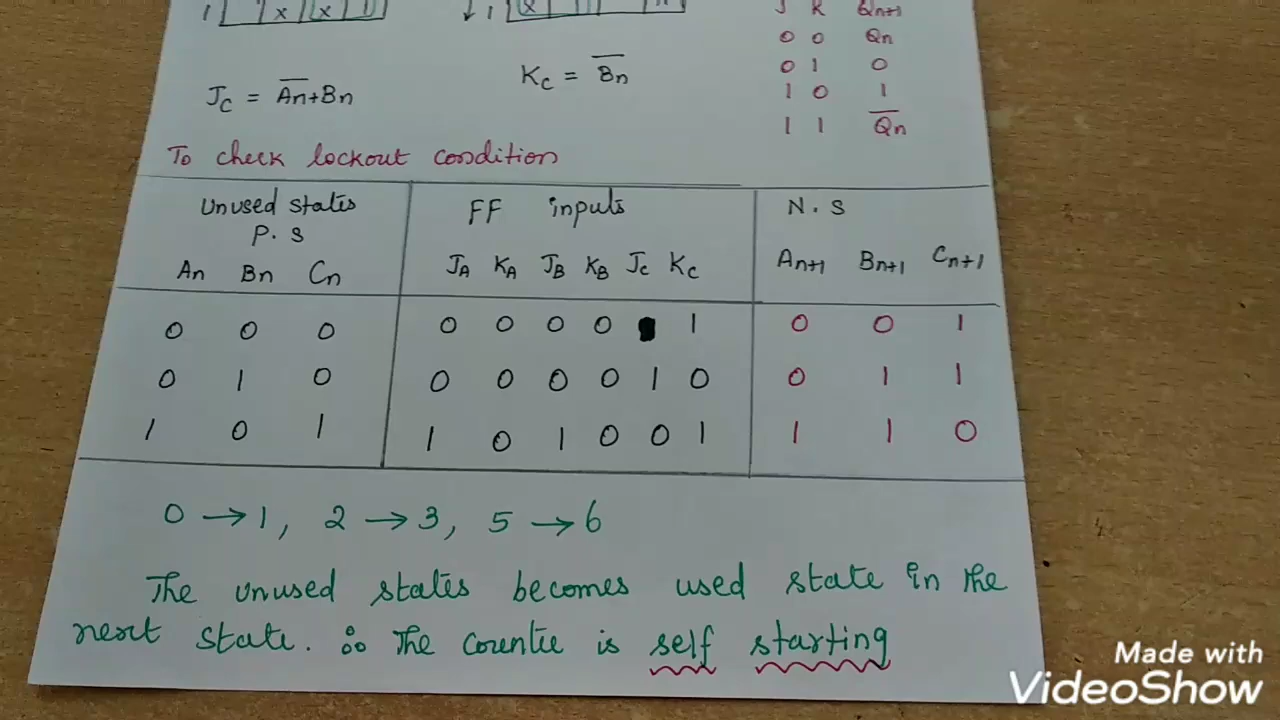 1 x x 1
↓ 1 x
J K Qn+1
0 0 Qn
0 1 0
1 0 1
1 1 Q̅n̅
Jc = A̅n̅+Bn
Kc = B̅n̅
To check lockout condition
Unused states FF inputs N.S
P.S
An Bn Cn JA KA JB KB Jc Kc An+1 Bn+1 Cn+1
0 0 0 0 0 0 0 1 0 0 1
0 1 0 0 0 0 0 1 0 0 1 1
1 0 1 1 0 1 0 0 1 1 1 0
0 → 1, 2 → 3, 5 → 6
The unused states becomes used state in the
next state. ∴ The counte is self starting
Made with
VideoShow